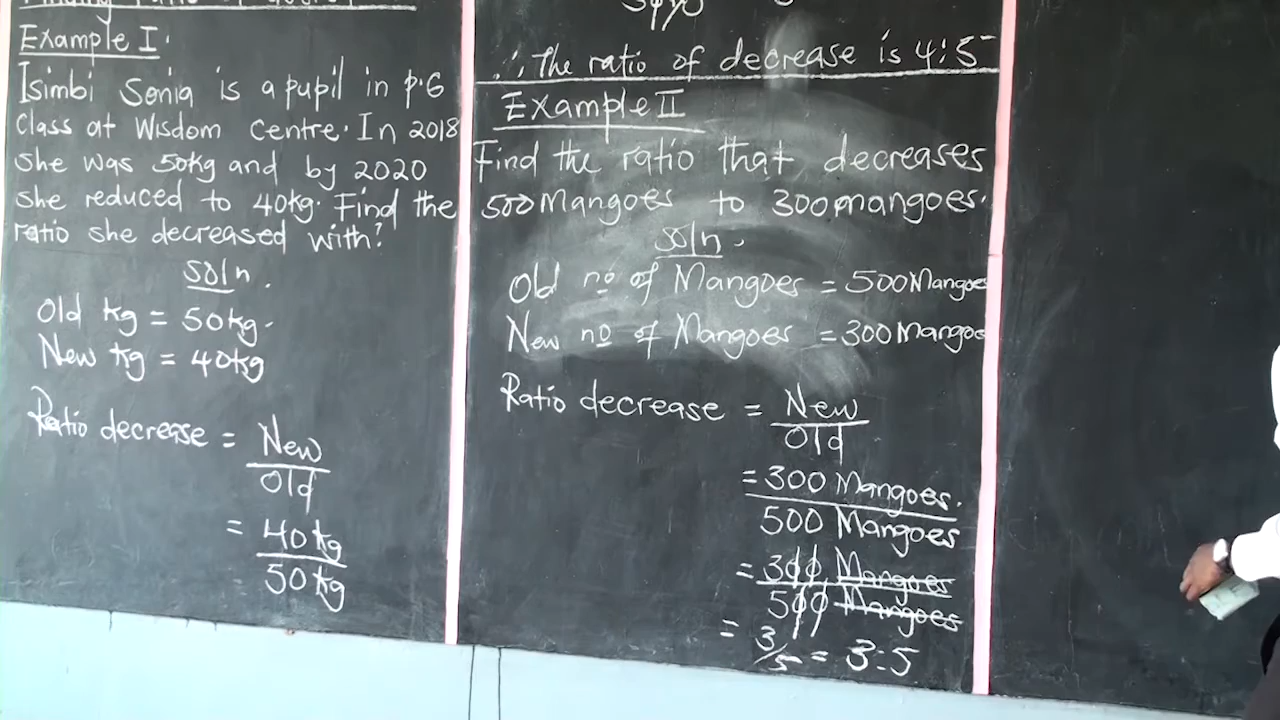 Example I.
Isimbi Sonia is a pupil in p.6
Class at Wisdom Centre. In 2018
she was 50kg and by 2020
she reduced to 40kg. Find the
ratio she decreased with?
soln.
Old kg = 50kg.
New kg = 40kg
Ratio decrease = New
Old
= 40kg
50kg
∴ The ratio of decrease is 4:5
Example II
Find the ratio that decreases
500 Mangoes to 300 mangoes.
soln.
Old no of Mangoes = 500 Mangoes
New no of Mangoes = 300 Mangoes
Ratio decrease = New
Old
= 300 Mangoes.
500 Mangoes
= 300 Mangoes
500 Mangoes
= 3/5 = 3:5